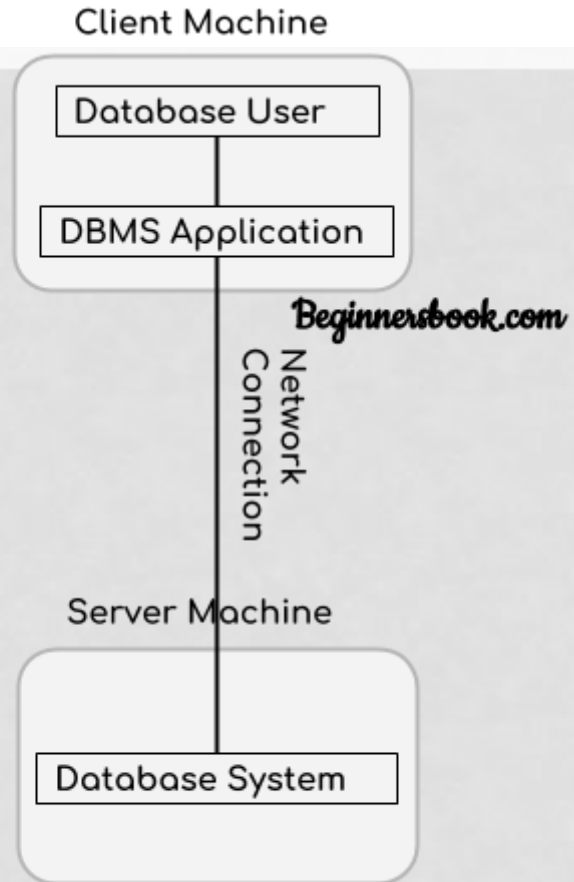 Client Machine
Database User
DBMS Application
Beginnersbook.com
Network
Connection
Server Machine
Database System